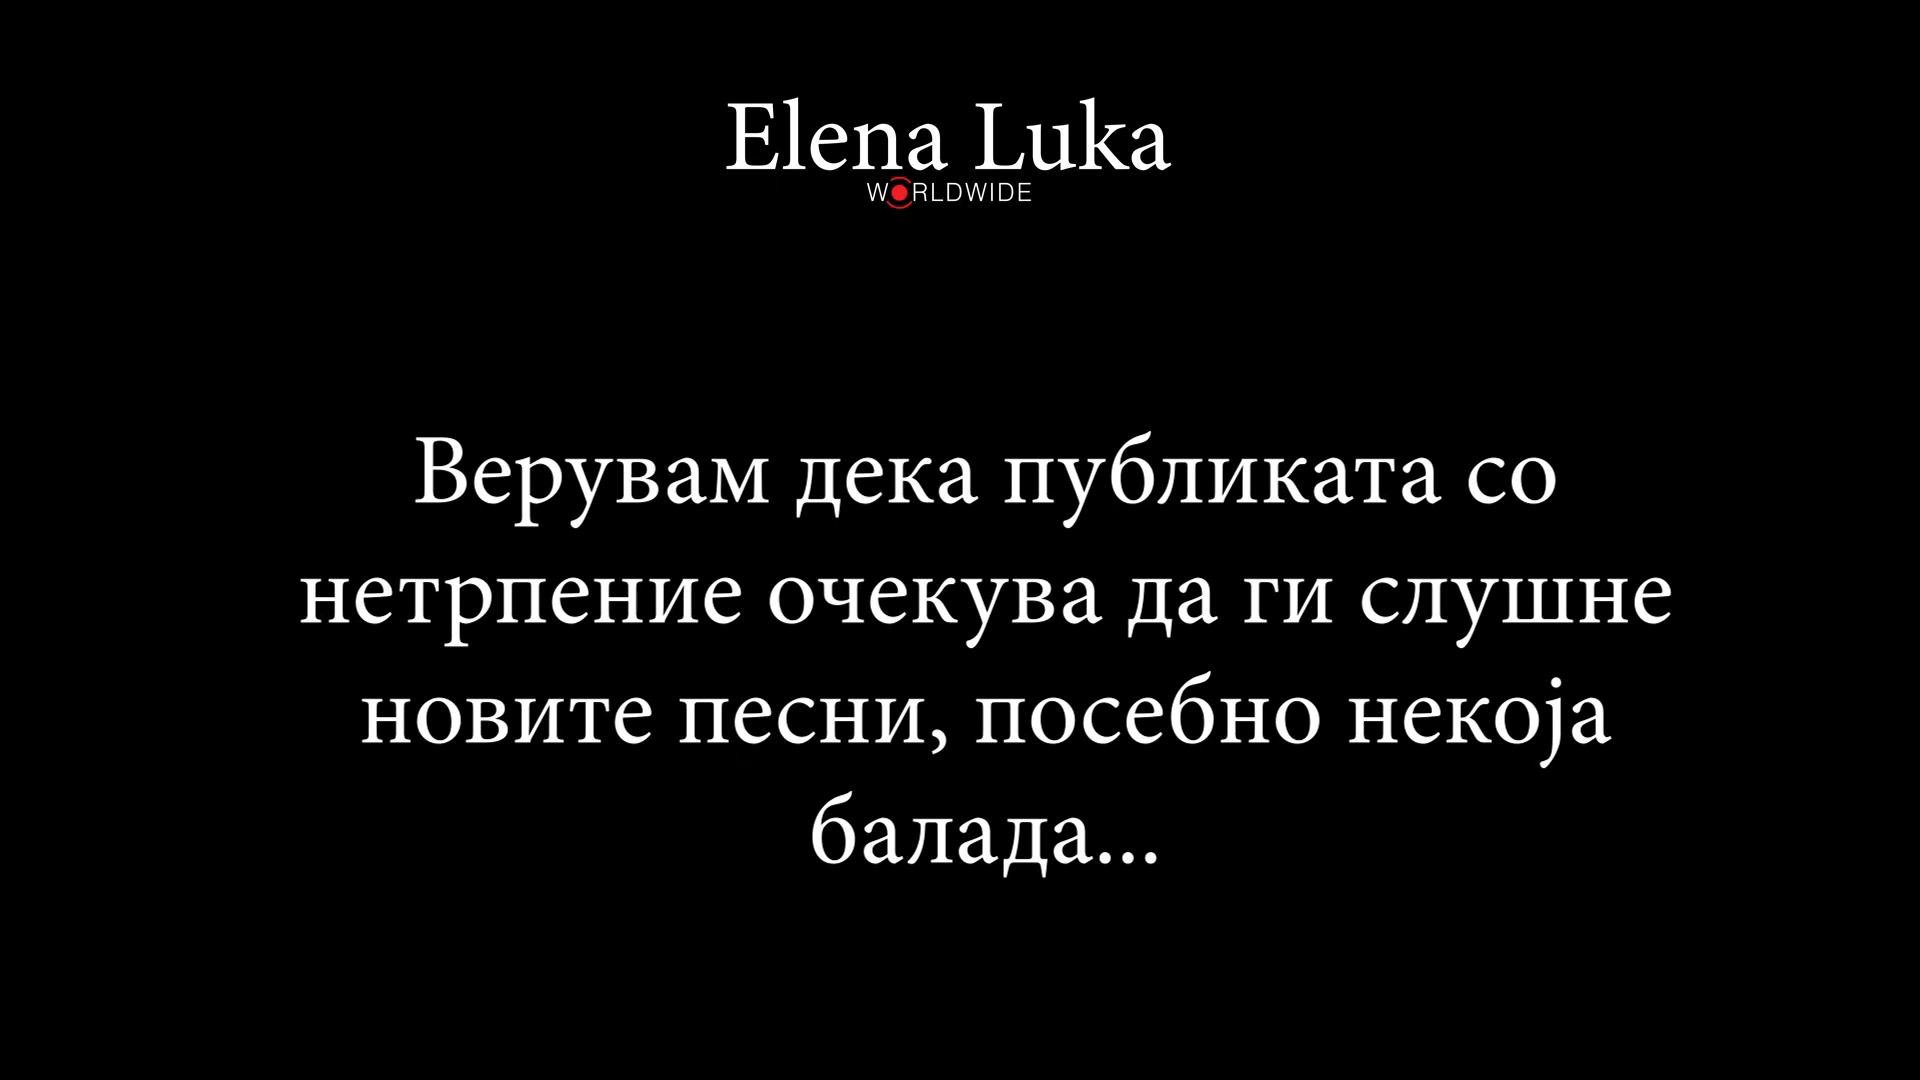 Elena Luka
WORLDWIDE
Верувам дека публиката со
нетрпение очекува да ги слушне
новите песни, посебно некоја
балада...